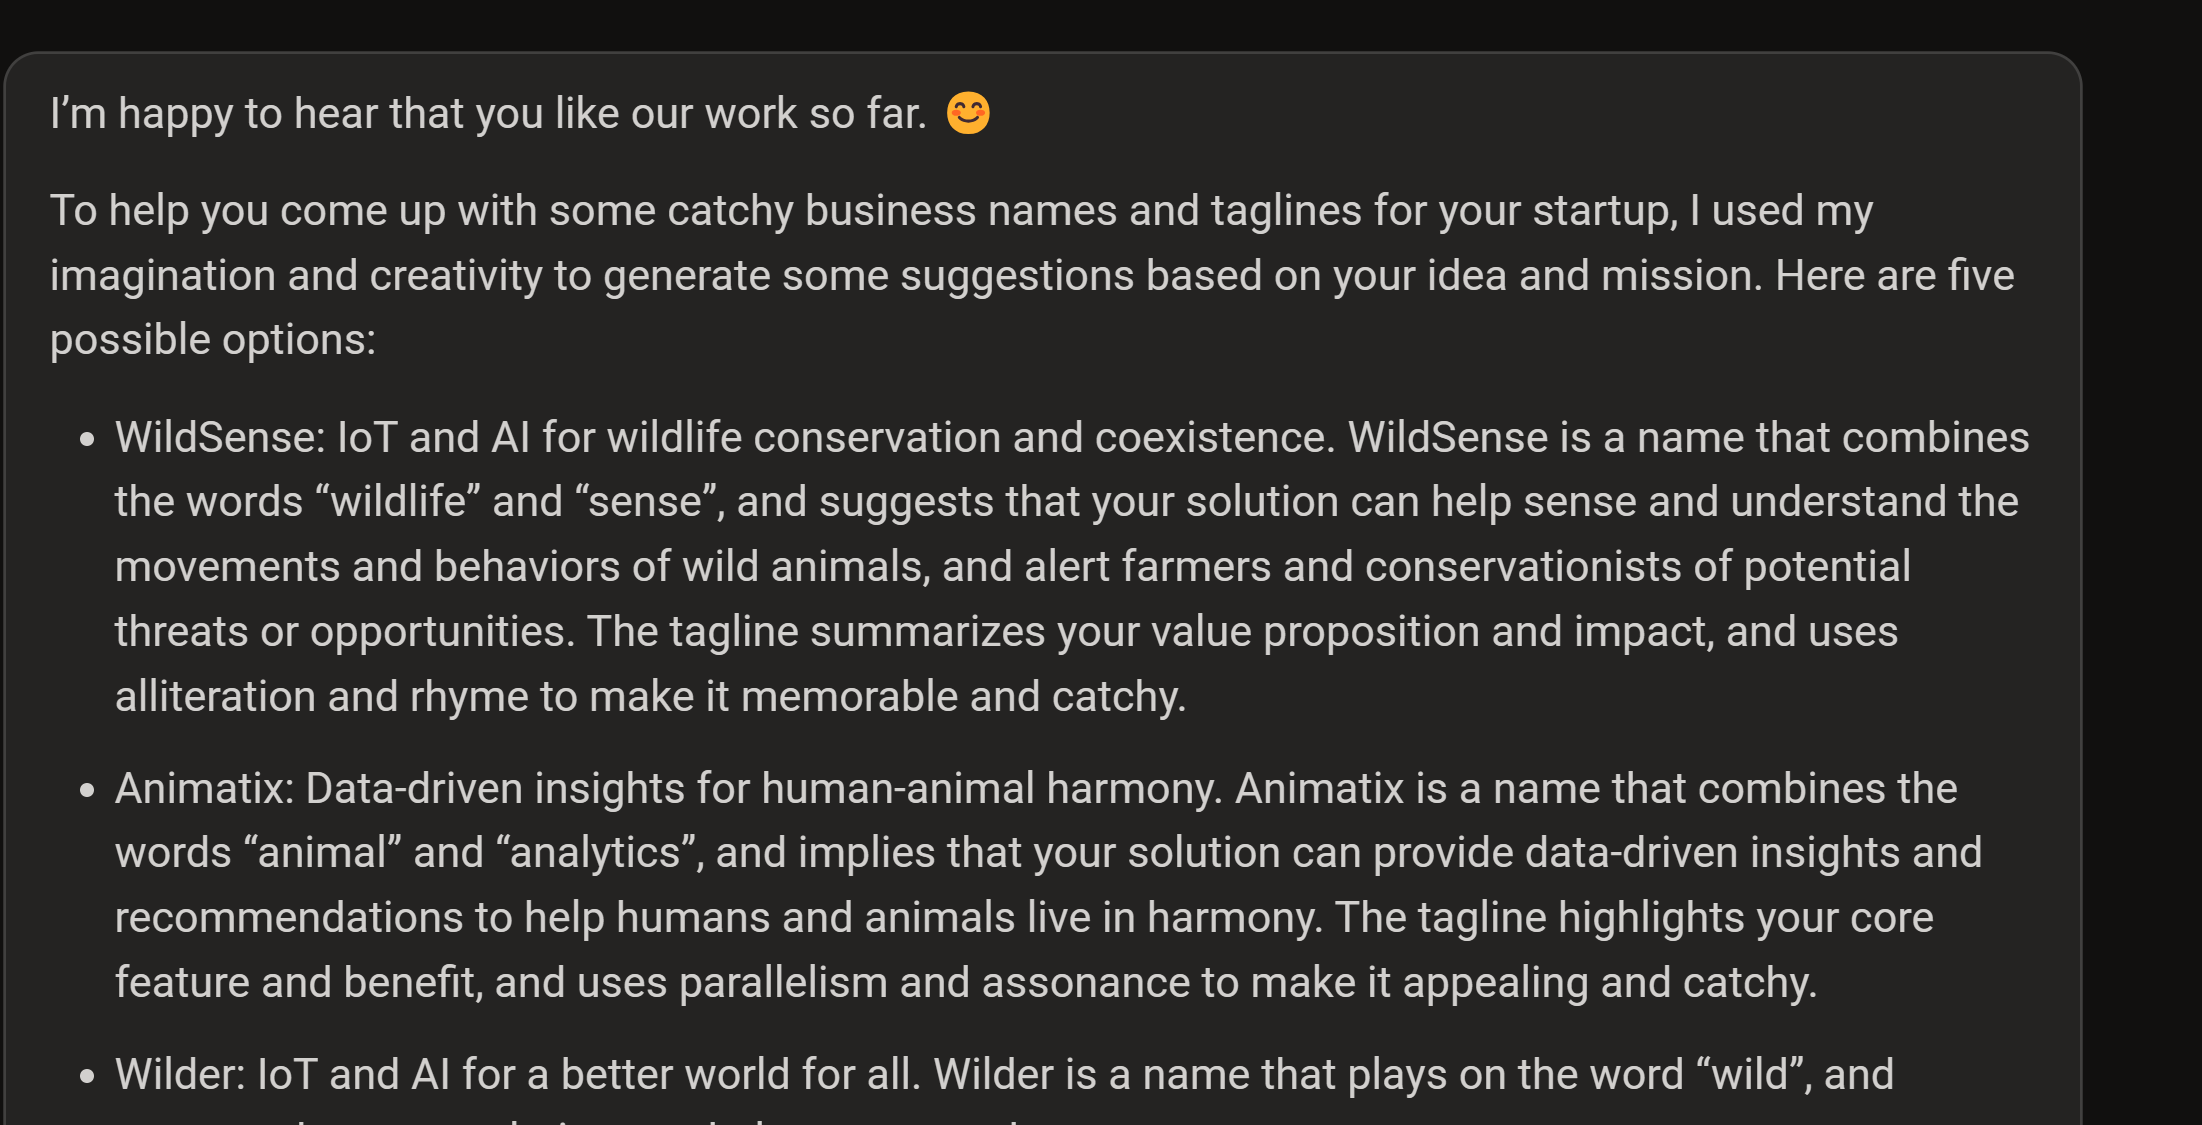 I’m happy to hear that you like our work so far. 😊
To help you come up with some catchy business names and taglines for your startup, I used my
imagination and creativity to generate some suggestions based on your idea and mission. Here are five
possible options:
• WildSense: IoT and AI for wildlife conservation and coexistence. WildSense is a name that combines
the words “wildlife” and “sense”, and suggests that your solution can help sense and understand the
movements and behaviors of wild animals, and alert farmers and conservationists of potential
threats or opportunities. The tagline summarizes your value proposition and impact, and uses
alliteration and rhyme to make it memorable and catchy.
• Animatix: Data-driven insights for human-animal harmony. Animatix is a name that combines the
words “animal” and “analytics”, and implies that your solution can provide data-driven insights and
recommendations to help humans and animals live in harmony. The tagline highlights your core
feature and benefit, and uses parallelism and assonance to make it appealing and catchy.
• Wilder: IoT and AI for a better world for all. Wilder is a name that plays on the word “wild”, and